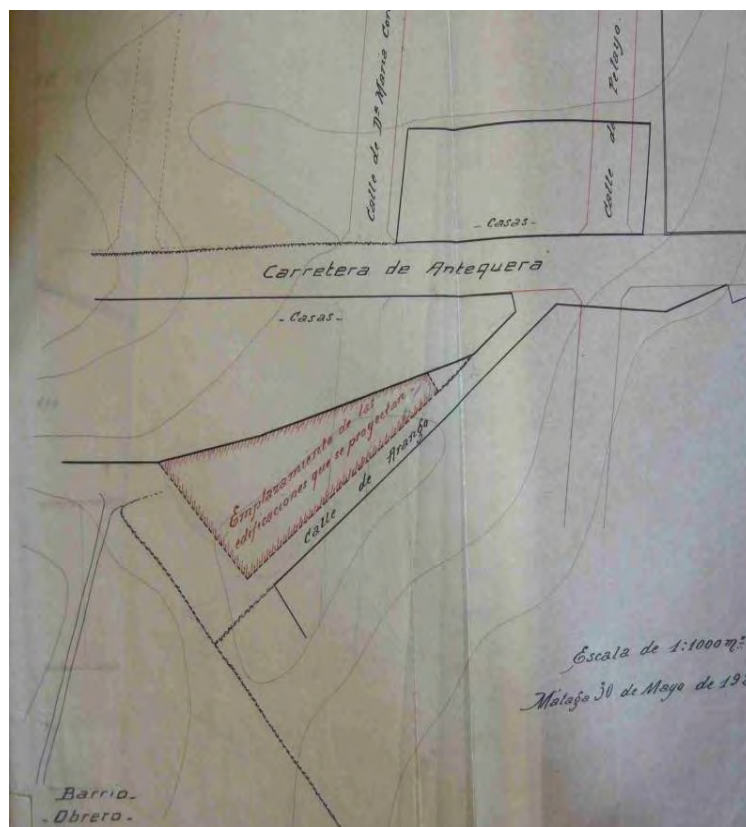 Calle de Dª María
Calle de Pelayo.
- Casas -
Carretera de Antequera
- Casas -
Emplazamiento de las
edificaciones que se proyectan
Calle de Arango
Escala de 1:1000 m.
Málaga 30 de Mayo de
Barrio-
- Obrero -